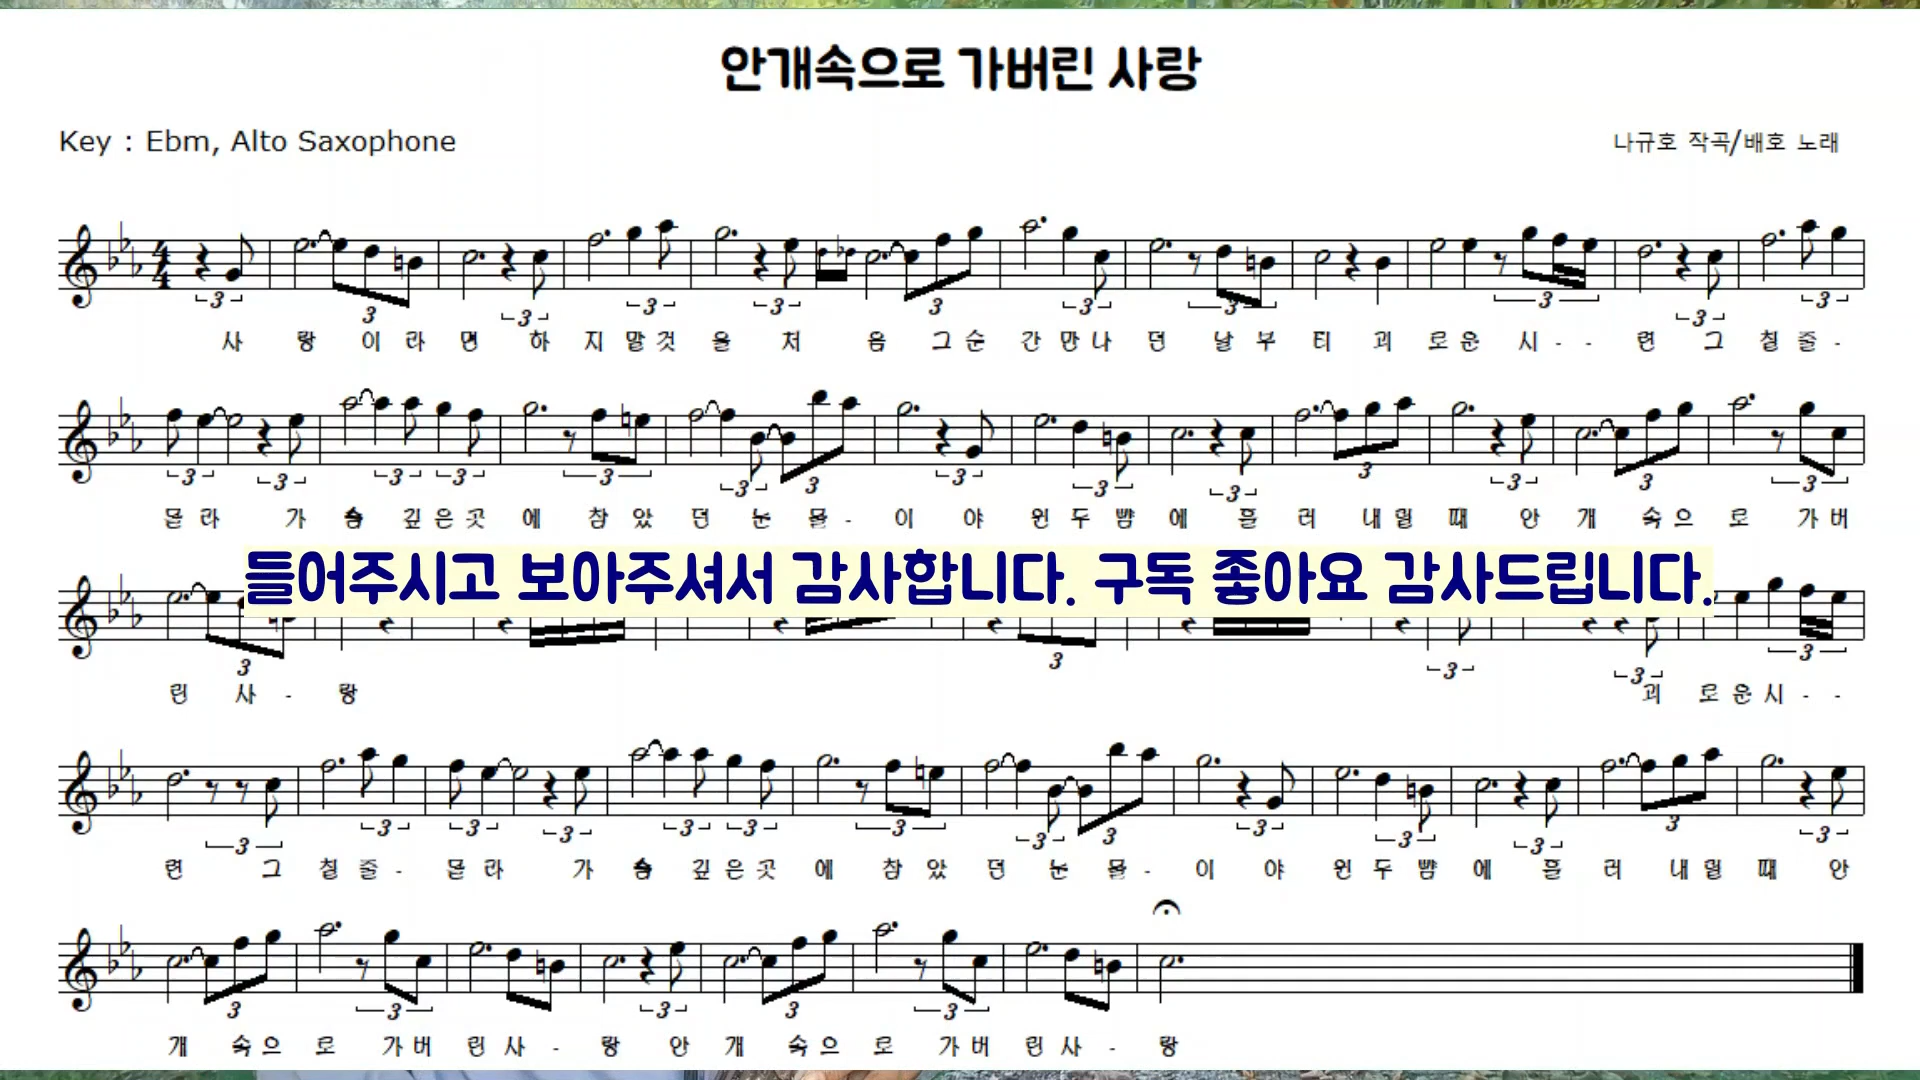 안개속으로 가버린 사랑
Key : Ebm, Alto Saxophone
나규호 작곡/배호 노래
사 랑 이 라 면 하 지 말 것 을 처 음 그 순 간 만 나 던 날 부 터 괴 로 운 시 - - 련 그 칠 줄 -
몰 라 가 슴 깊 은 곳 에 참 았 던 눈 물 - 이 야 왼 두 뺨 에 흘 러 내 릴 때 안 개 속 으 로 가 버
들어주시고 보아주셔서 감사합니다. 구독 좋아요 감사드립니다.
린 사 - 랑 괴 로 운 시 - -
련 그 칠 줄 - 몰 라 가 슴 깊 은 곳 에 참 았 던 눈 물 - 이 야 왼 두 뺨 에 흘 러 내 릴 때 안
개 속 으 로 가 버 린 사 - 랑 안 개 속 으 로 가 버 린 사 - 랑